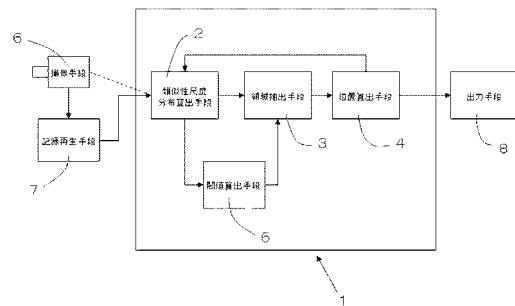 6
撮像手段
記録再生手段
7
2
類似性尺度
分布算出手段
領域抽出手段
3
位置算出手段
4
閾値算出手段
5
出力手段
8
1